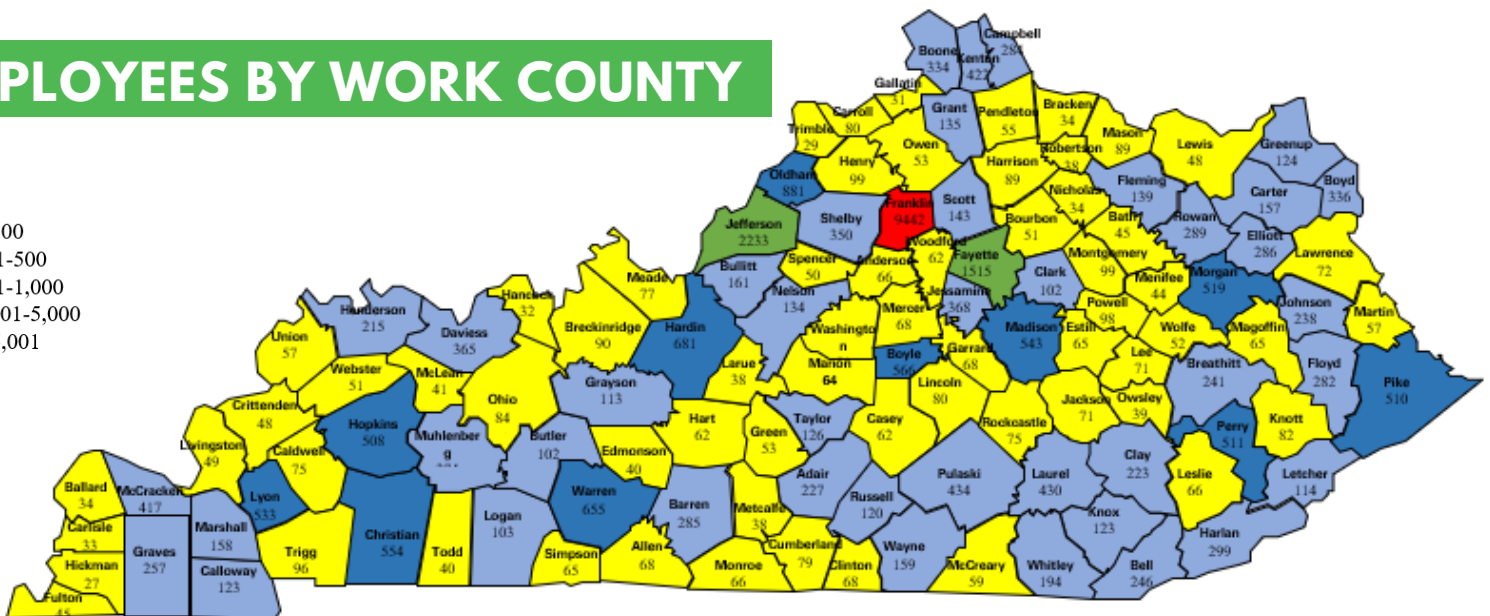 PLOYEES BY WORK COUNTY
00
1-500
1-1,000
01-5,000
,001
Boone
334
Kenton
422
Campbell
284
Gallatin
31
Carroll
80
Trimble
29
Grant
135
Pendleton
55
Bracken
34
Mason
89
Robertson
38
Lewis
48
Greenup
124
Boyd
336
Carter
157
Owen
53
Henry
99
Oldham
881
Harrison
89
Nicholas
34
Fleming
139
Rowan
289
Elliott
286
Lawrence
72
Jefferson
2233
Shelby
350
Franklin
9442
Scott
143
Bourbon
51
Bath
45
Montgomery
99
Menifee
44
Morgan
519
Johnson
238
Martin
57
Bullitt
161
Spencer
50
Anderson
66
Woodford
62
Fayette
1515
Clark
102
Powell
98
Wolfe
52
Magoffin
65
Meade
77
Nelson
134
Jessamine
368
Mercer
68
Madison
543
Estill
65
Lee
71
Breathitt
241
Floyd
282
Pike
510
Hancock
32
Henderson
215
Daviess
365
Breckinridge
90
Hardin
681
Washingto
n
Boyle
566
Garrard
68
Union
57
Webster
51
McLean
41
Ohio
84
Grayson
113
Larue
38
Marion
64
Lincoln
80
Jackson
71
Owsley
39
Perry
511
Knott
82
Crittenden
48
Hopkins
508
Muhlenber
g
Butler
102
Hart
62
Green
53
Taylor
126
Casey
62
Rockcastle
75
Livingston
49
Caldwell
75
Edmonson
40
Adair
227
Pulaski
434
Laurel
430
Clay
223
Leslie
66
Letcher
114
Ballard
34
McCracken
417
Lyon
533
Warren
655
Barren
285
Metcalfe
38
Russell
120
Knox
123
Harlan
299
Carlisle
33
Marshall
158
Christian
554
Todd
40
Logan
103
Simpson
65
Allen
68
Monroe
66
Cumberland
79
Clinton
68
Wayne
159
McCreary
59
Whitley
194
Bell
246
Hickman
27
Graves
257
Calloway
123
Trigg
96
Fulton
45